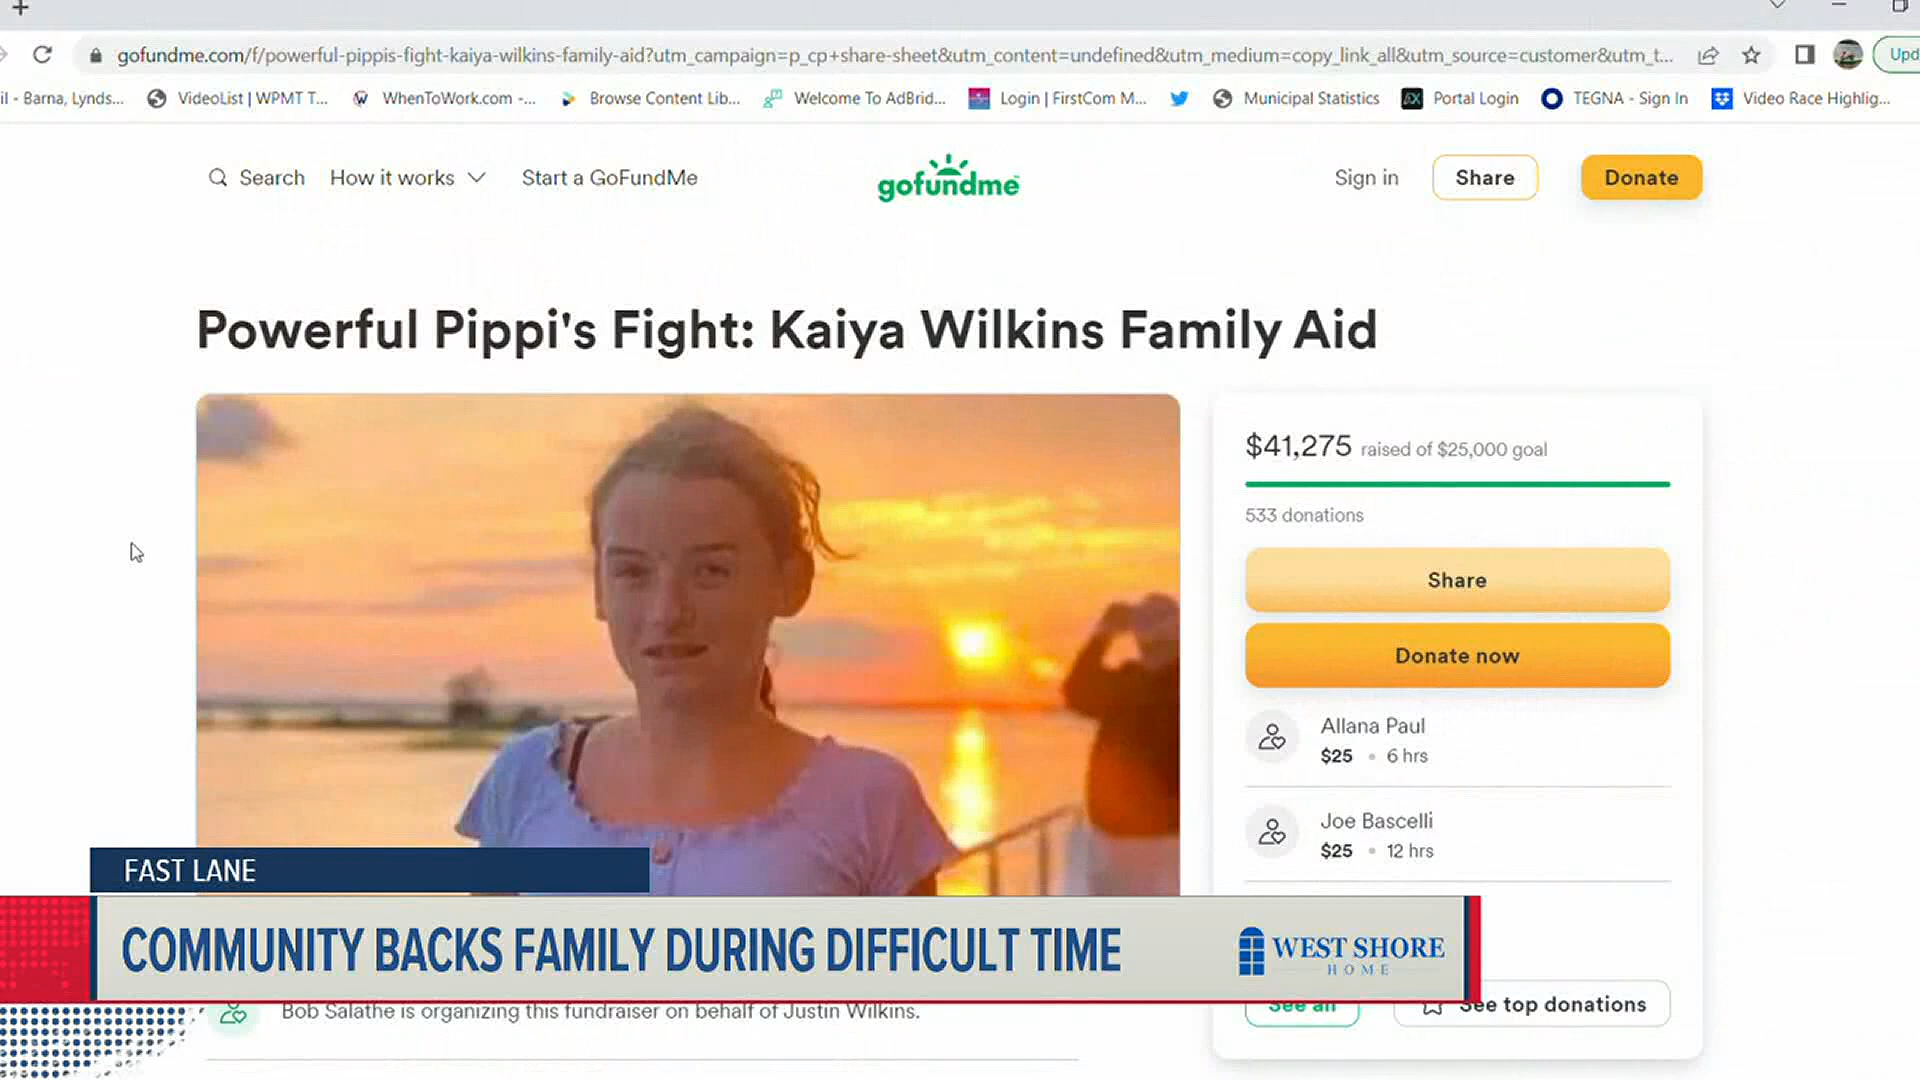 gofundme.com/f/powerful-pippis-fight-kaiya-wilkins-family-aid?utm_campaign=p_cp+share-sheet&utm_content=undefined&utm_medium=copy_link_all&utm_source=customer&utm_t...
Upd
il - Barna, Lynds... VideoList | WPMT T... WhenToWork.com -... Browse Content Lib... Welcome To AdBrid... Login | FirstCom M... Municipal Statistics Portal Login TEGNA - Sign In Video Race Highlig...
Search How it works Start a GoFundMe gofundme Sign in Share Donate
Powerful Pippi's Fight: Kaiya Wilkins Family Aid
$41,275 raised of $25,000 goal
533 donations
Share
Donate now
Allana Paul
$25 • 6 hrs
Joe Bascelli
$25 • 12 hrs
FAST LANE
COMMUNITY BACKS FAMILY DURING DIFFICULT TIME
WEST SHORE
HOME
Bob Salathe is organizing this fundraiser on behalf of Justin Wilkins.
See all
See top donations